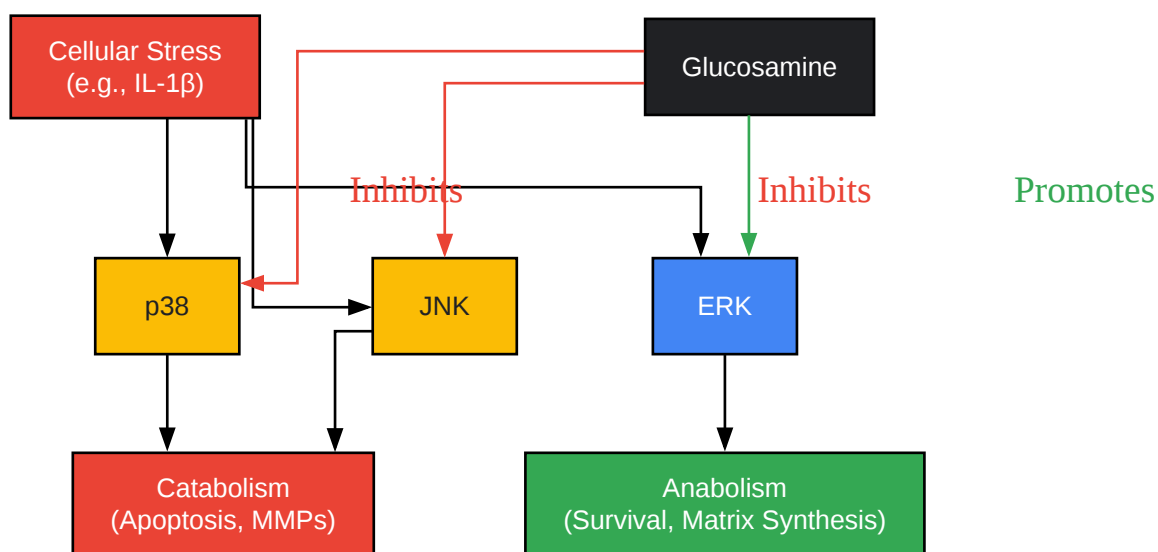 Cellular Stress
(e.g., IL-1β)
Glucosamine
Inhibits
Inhibits
Promotes
p38
JNK
ERK
Catabolism
(Apoptosis, MMPs)
Anabolism
(Survival, Matrix Synthesis)